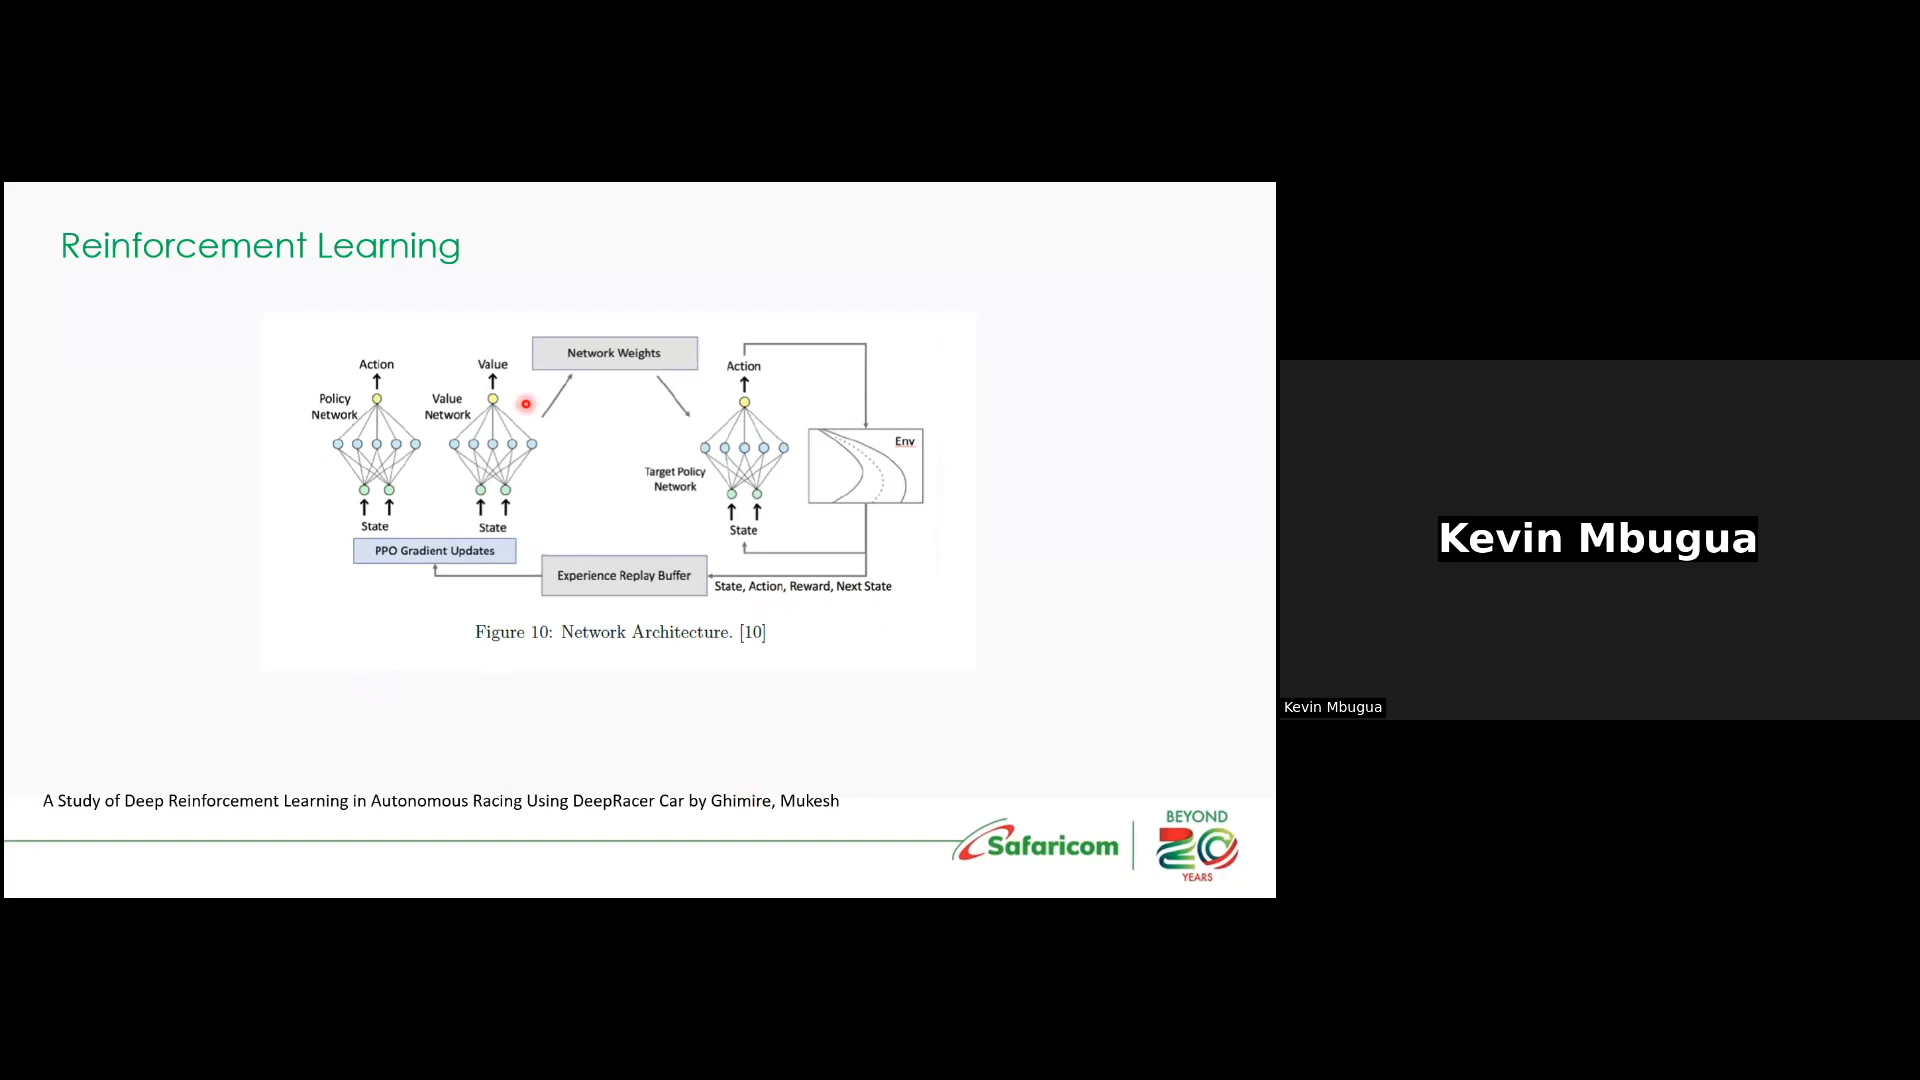 Reinforcement Learning
Network Weights
Action
Value
Action
Policy
Network
Value
Network
Env
Target Policy
Network
State
State
State
PPO Gradient Updates
Experience Replay Buffer
State, Action, Reward, Next State
Figure 10: Network Architecture. [10]
A Study of Deep Reinforcement Learning in Autonomous Racing Using DeepRacer Car by Ghimire, Mukesh
Safaricom
BEYOND
20
YEARS
Kevin Mbugua
Kevin Mbugua